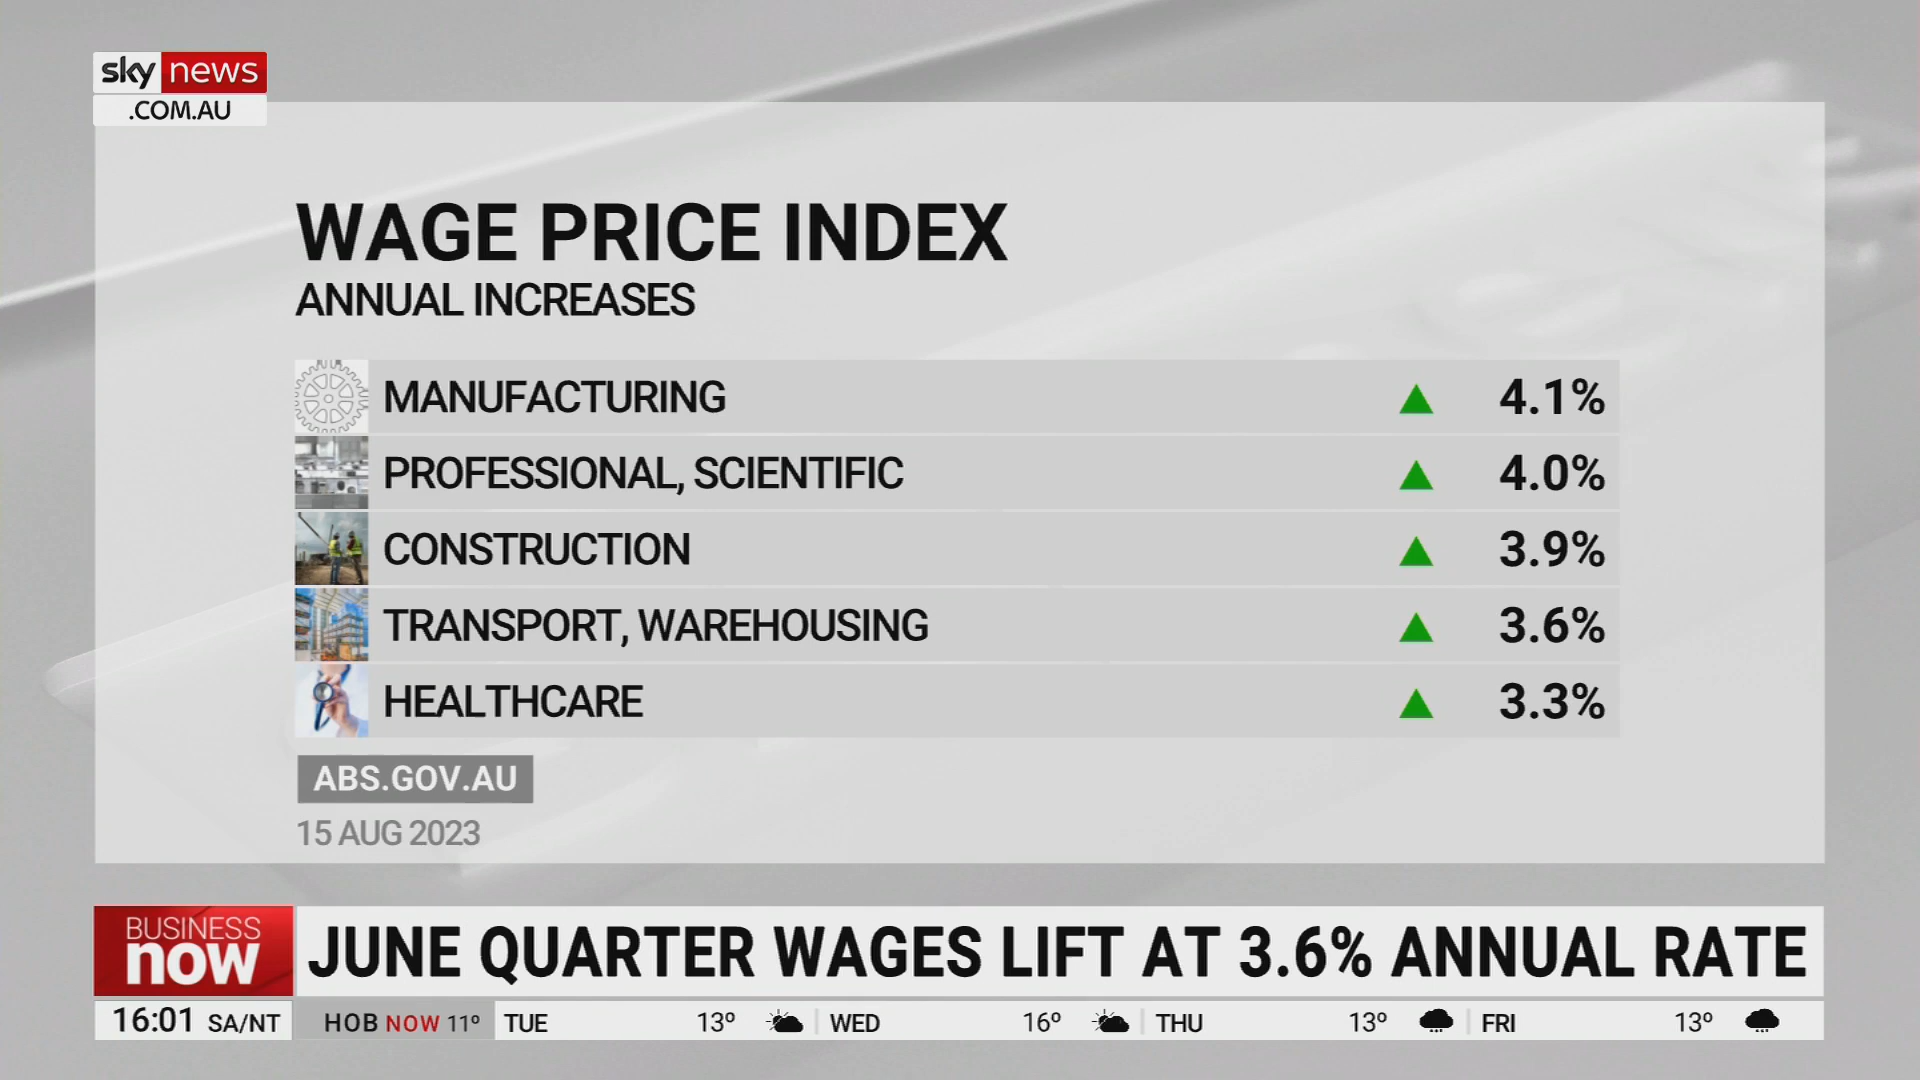 sky news
.COM.AU
WAGE PRICE INDEX
ANNUAL INCREASES
MANUFACTURING 4.1%
PROFESSIONAL, SCIENTIFIC 4.0%
CONSTRUCTION 3.9%
TRANSPORT, WAREHOUSING 3.6%
HEALTHCARE 3.3%
ABS.GOV.AU
15 AUG 2023
BUSINESS
now
JUNE QUARTER WAGES LIFT AT 3.6% ANNUAL RATE
16:01 SA/NT HOB NOW 11º TUE 13º WED 16º THU 13º FRI 13º